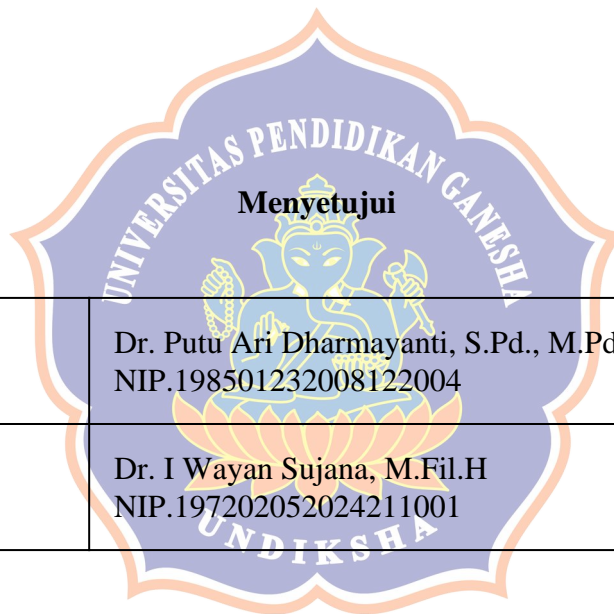 UNIVERSITAS PENDIDIKAN GANESHA
Menyetujui
Dr. Putu Ari Dharmayanti, S.Pd., M.Pd
NIP.198501232008122004
Dr. I Wayan Sujana, M.Fil.H
NIP.197202052024211001
UNDIKSHA